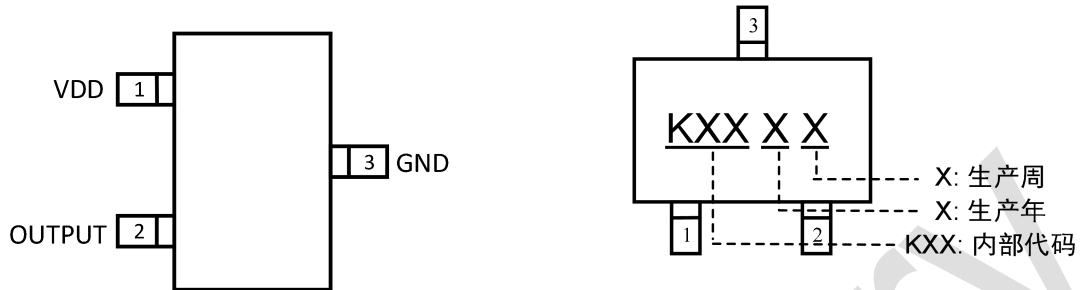 VDD 1
3 GND
OUTPUT 2
3
KXX X X
X: 生产周
X: 生产年
1 2
KXX: 内部代码